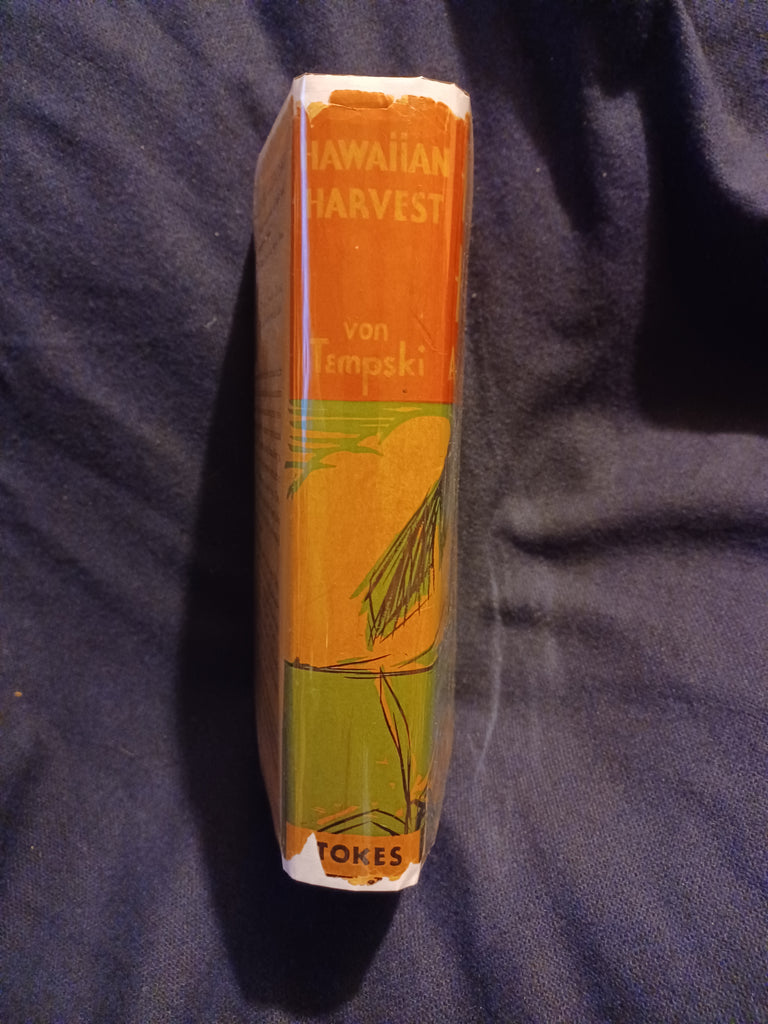 HAWAIIAN
HARVEST
von
Tempski
TOKES